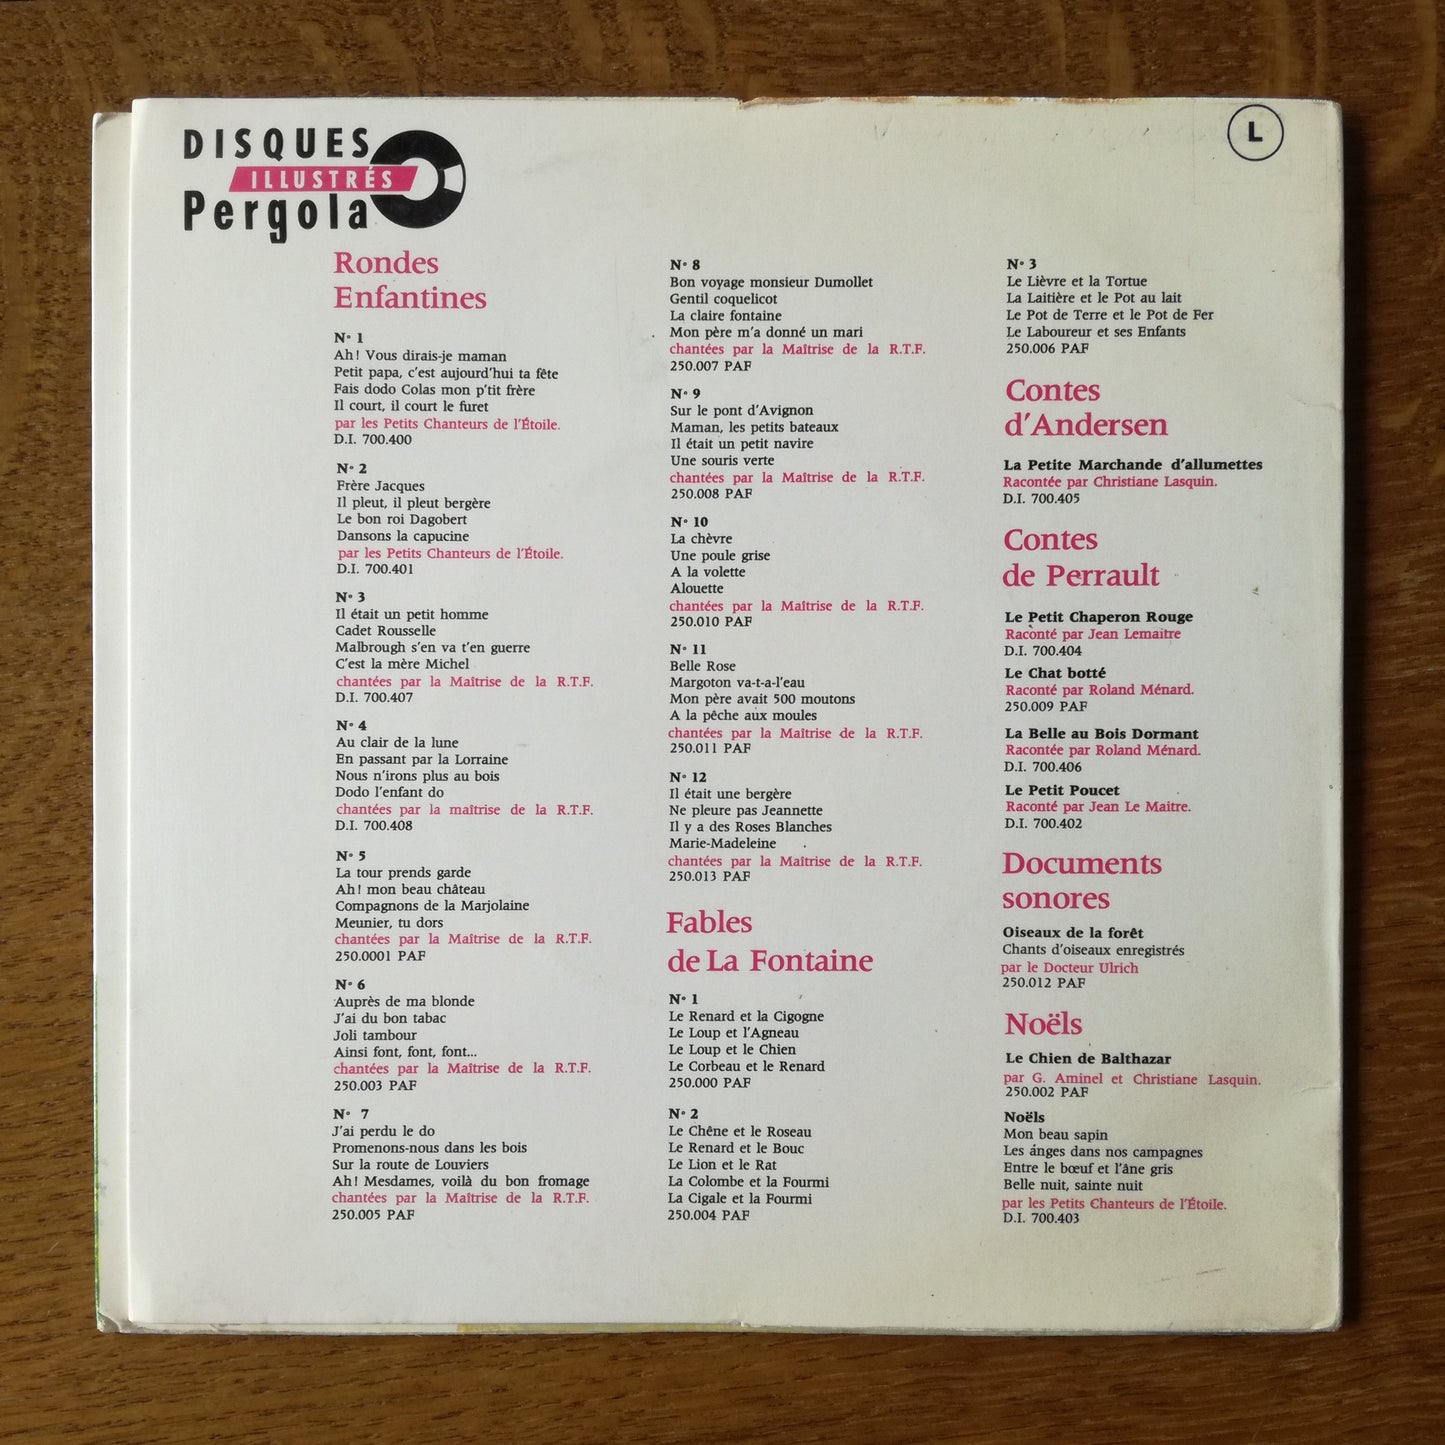 DISQUES
ILLUSTRÉS
Pergola
L
Rondes
Enfantines
N° 1
Ah! Vous dirais-je maman
Petit papa, c'est aujourd'hui ta fête
Fais dodo Colas mon p'tit frère
Il court, il court le furet
par les Petits Chanteurs de l'Étoile.
D.I. 700.400
N° 2
Frère Jacques
Il pleut, il pleut bergère
Le bon roi Dagobert
Dansons la capucine
par les Petits Chanteurs de l'Étoile.
D.I. 700.401
N° 3
Il était un petit homme
Cadet Rousselle
Malbrough s'en va t'en guerre
C'est la mère Michel
chantées par la Maîtrise de la R.T.F.
D.I. 700.407
N° 4
Au clair de la lune
En passant par la Lorraine
Nous n'irons plus au bois
Dodo l'enfant do
chantées par la maîtrise de la R.T.F.
D.I. 700.408
N° 5
La tour prends garde
Ah! mon beau château
Compagnons de la Marjolaine
Meunier, tu dors
chantées par la Maîtrise de la R.T.F.
250.0001 PAF
N° 6
Auprès de ma blonde
J'ai du bon tabac
Joli tambour
Ainsi font, font, font...
chantées par la Maîtrise de la R.T.F.
250.003 PAF
N° 7
J'ai perdu le do
Promenons-nous dans les bois
Sur la route de Louviers
Ah! Mesdames, voilà du bon fromage
chantées par la Maîtrise de la R.T.F.
250.005 PAF
N° 8
Bon voyage monsieur Dumollet
Gentil coquelicot
La claire fontaine
Mon père m'a donné un mari
chantées par la Maîtrise de la R.T.F.
250.007 PAF
N° 9
Sur le pont d'Avignon
Maman, les petits bateaux
Il était un petit navire
Une souris verte
chantées par la Maîtrise de la R.T.F.
250.008 PAF
N° 10
La chèvre
Une poule grise
A la volette
Alouette
chantées par la Maîtrise de la R.T.F.
250.010 PAF
N° 11
Belle Rose
Margoton va-t-a-l'eau
Mon père avait 500 moutons
A la pêche aux moules
chantées par la Maîtrise de la R.T.F.
250.011 PAF
N° 12
Il était une bergère
Ne pleure pas Jeannette
Il y a des Roses Blanches
Marie-Madeleine
chantées par la Maîtrise de la R.T.F.
250.013 PAF
Fables
de La Fontaine
N° 1
Le Renard et la Cigogne
Le Loup et l'Agneau
Le Loup et le Chien
Le Corbeau et le Renard
250.000 PAF
N° 2
Le Chêne et le Roseau
Le Renard et le Bouc
Le Lion et le Rat
La Colombe et la Fourmi
La Cigale et la Fourmi
250.004 PAF
N° 3
Le Lièvre et la Tortue
La Laitière et le Pot au lait
Le Pot de Terre et le Pot de Fer
Le Laboureur et ses Enfants
250.006 PAF
Contes
d'Andersen
La Petite Marchande d'allumettes
Racontée par Christiane Lasquin.
D.I. 700.405
Contes
de Perrault
Le Petit Chaperon Rouge
Raconté par Jean Lemaitre
D.I. 700.404
Le Chat botté
Raconté par Roland Ménard.
250.009 PAF
La Belle au Bois Dormant
Racontée par Roland Ménard.
D.I. 700.406
Le Petit Poucet
Raconté par Jean Le Maitre.
D.I. 700.402
Documents
sonores
Oiseaux de la forêt
Chants d'oiseaux enregistrés
par le Docteur Ulrich
250.012 PAF
Noëls
Le Chien de Balthazar
par G. Aminel et Christiane Lasquin.
250.002 PAF
Noëls
Mon beau sapin
Les ánges dans nos campagnes
Entre le bœuf et l'âne gris
Belle nuit, sainte nuit
par les Petits Chanteurs de l'Étoile.
D.I. 700.403